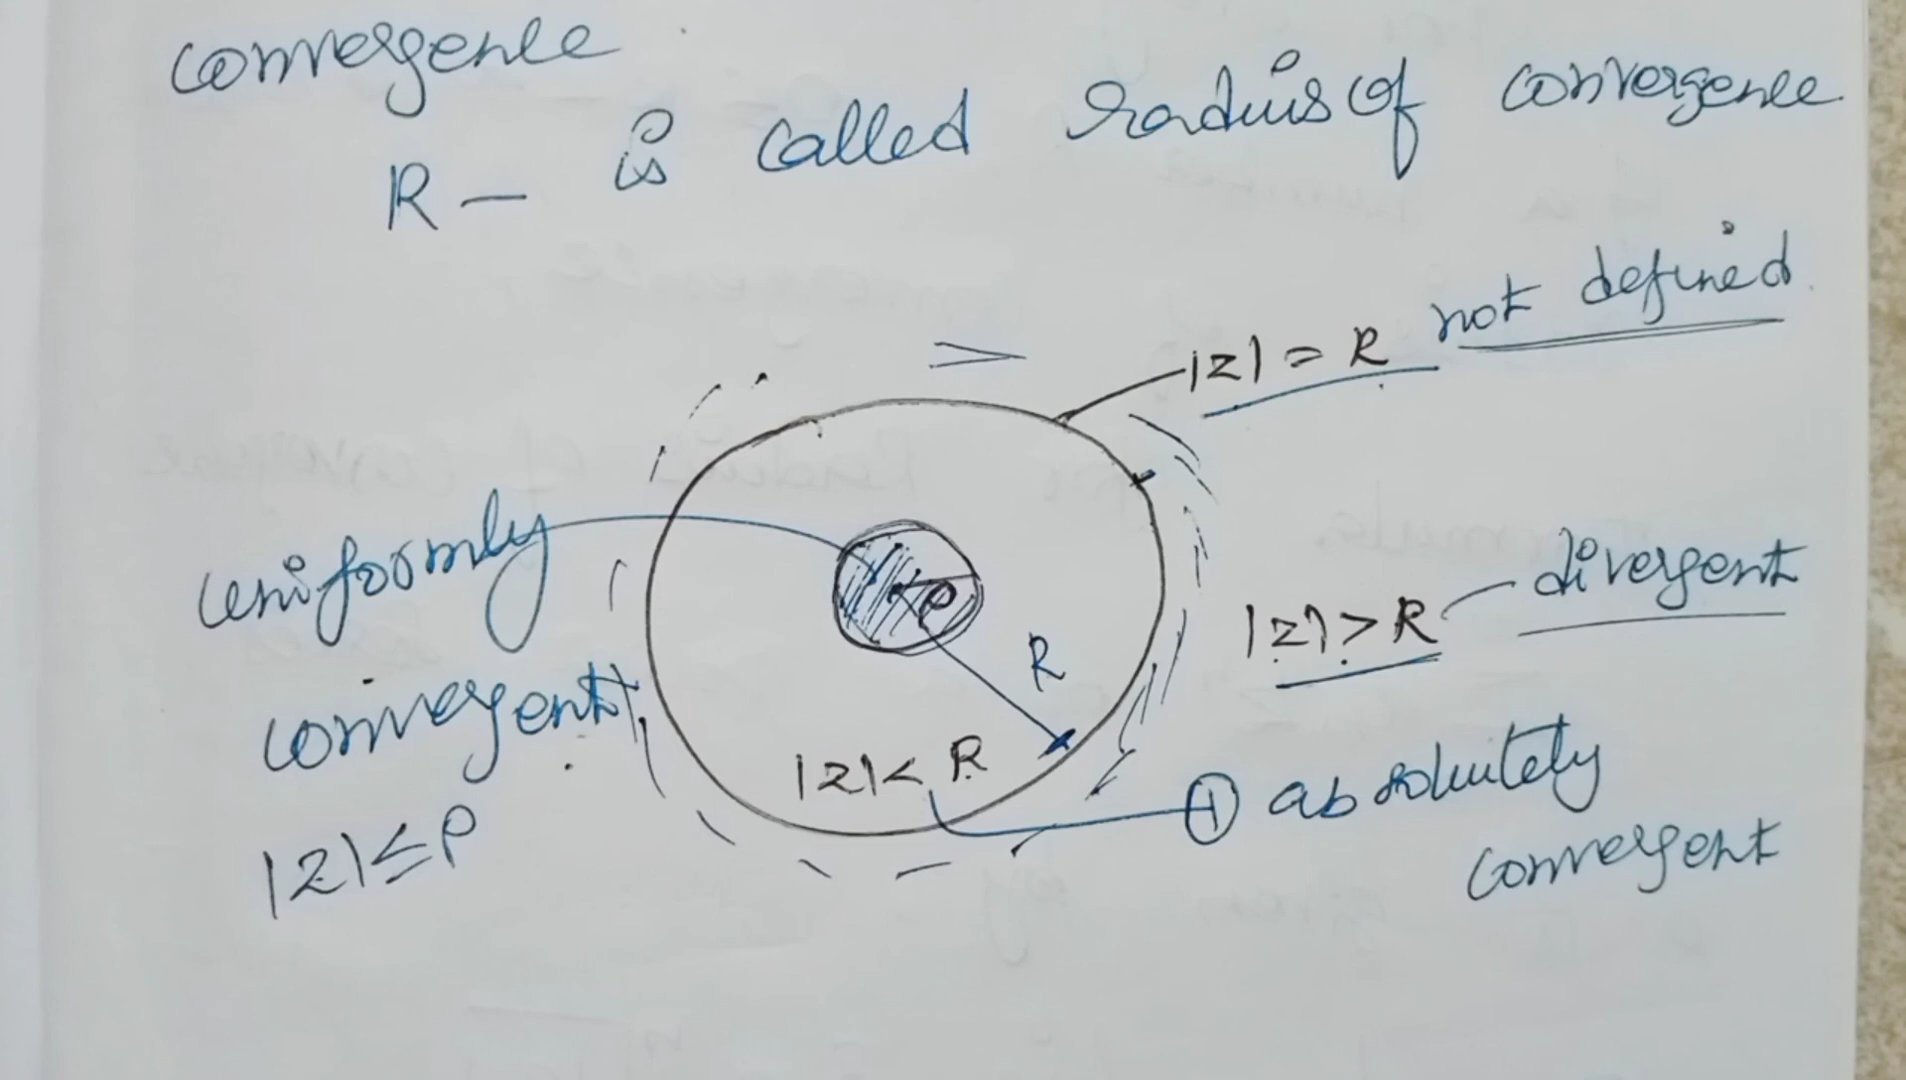 convergence
R — is called radius of convergence
|z| = R not defined
uniformly
convergent
|z| ≤ ρ
ρ
R
|z| < R
|z| > R divergent
① absolutely
convergent